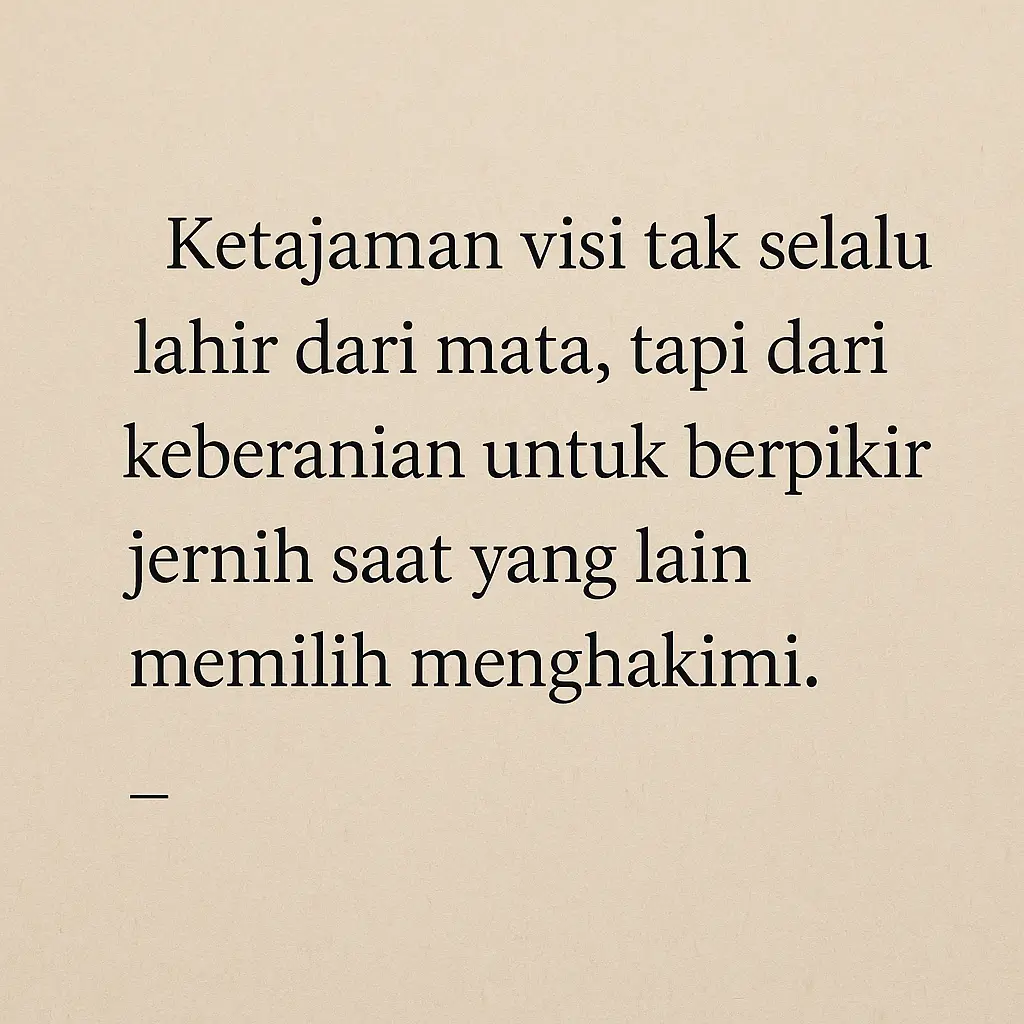 Ketajaman visi tak selalu
lahir dari mata, tapi dari
keberanian untuk berpikir
jernih saat yang lain
memilih menghakimi.
–